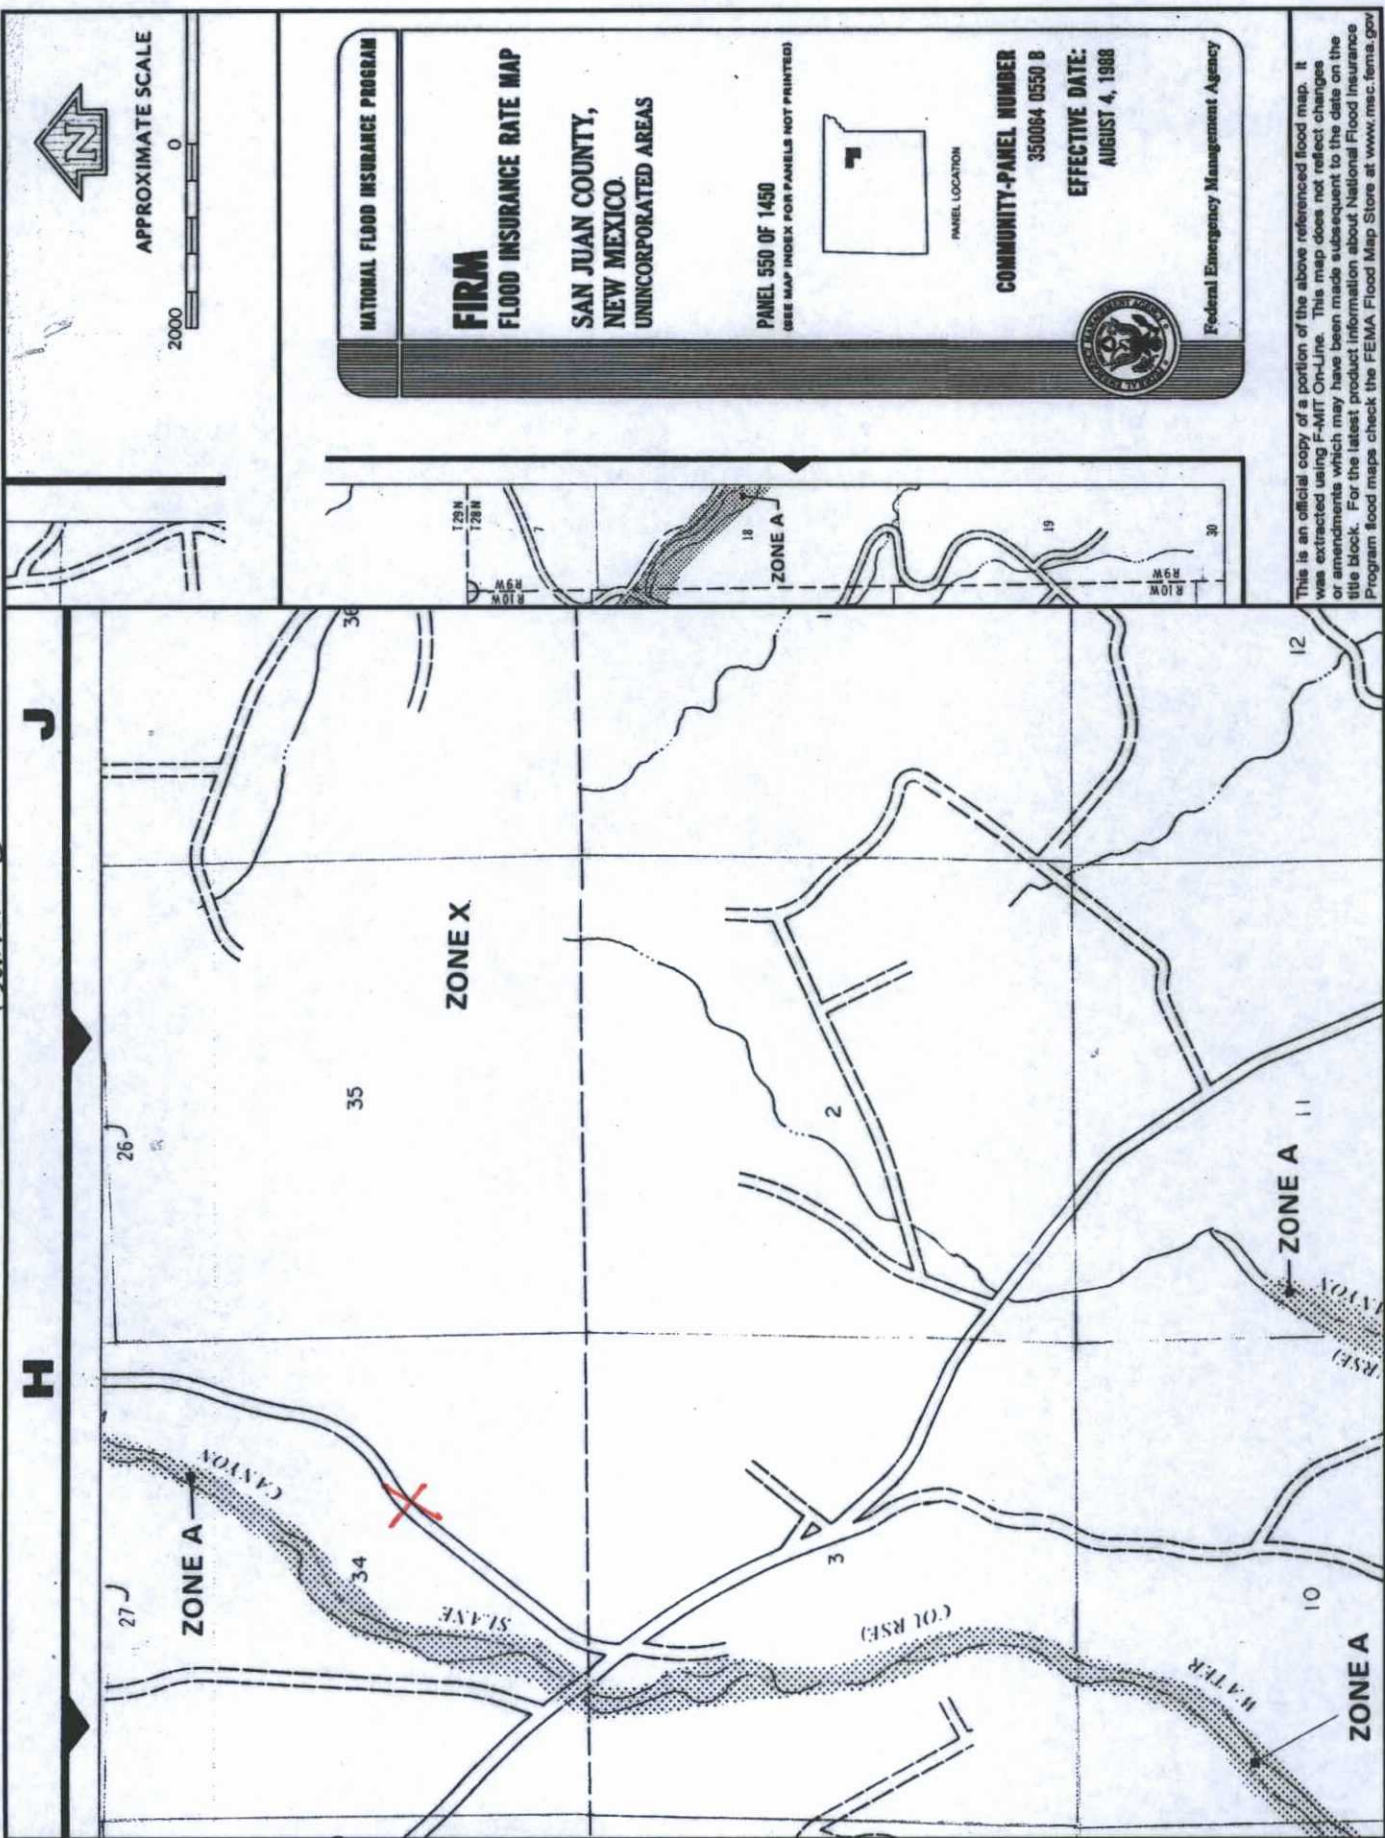 APPROXIMATE SCALE
2000 0
N
NATIONAL FLOOD INSURANCE PROGRAM
FIRM
FLOOD INSURANCE RATE MAP
SAN JUAN COUNTY,
NEW MEXICO
UNINCORPORATED AREAS
PANEL 550 OF 1450
(SEE MAP INDEX FOR PANELS NOT PRINTED)
PANEL LOCATION
COMMUNITY-PANEL NUMBER
350064 0550 B
EFFECTIVE DATE:
AUGUST 4, 1988
Federal Emergency Management Agency
This is an official copy of a portion of the above referenced flood map. It
was extracted using F-MIT On-Line. This map does not reflect changes
or amendments which may have been made subsequent to the date on the
title block. For the latest product information about National Flood Insurance
Program flood maps check the FEMA Flood Map Store at www.msc.fema.gov
T29N
T28N
R10W
R9W
7
18
ZONE A
19
R10W
R9W
30
H
J
27
26
36
ZONE A
CANYON
34
35
ZONE X
SLANE
1
2
3
COURSE)
WATER
10
11
12
ZONE A
ZONE A